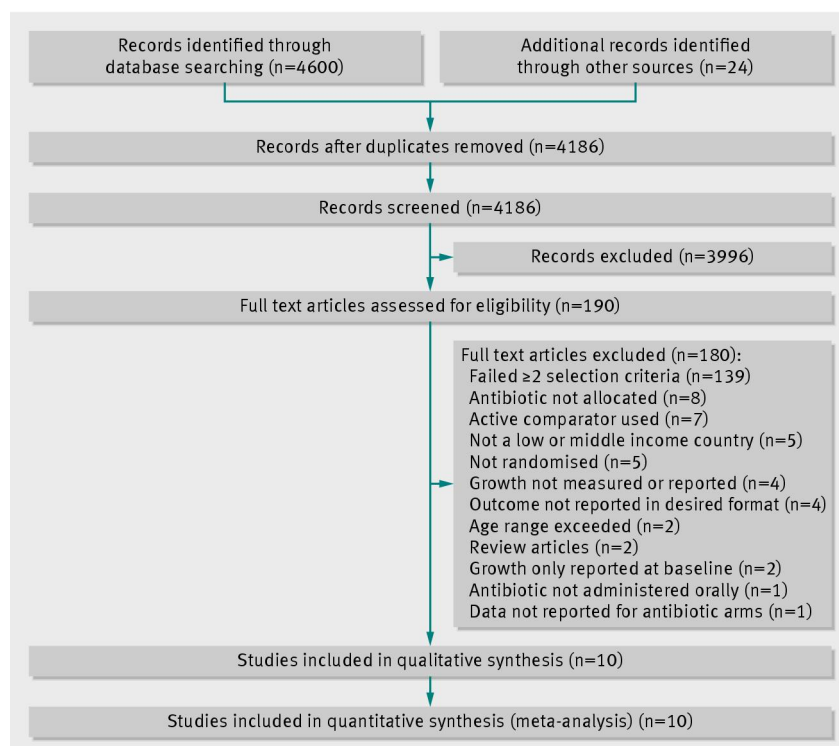 Records identified through
database searching (n=4600)
Additional records identified
through other sources (n=24)
Records after duplicates removed (n=4186)
Records screened (n=4186)
Records excluded (n=3996)
Full text articles assessed for eligibility (n=190)
Full text articles excluded (n=180):
Failed ≥2 selection criteria (n=139)
Antibiotic not allocated (n=8)
Active comparator used (n=7)
Not a low or middle income country (n=5)
Not randomised (n=5)
Growth not measured or reported (n=4)
Outcome not reported in desired format (n=4)
Age range exceeded (n=2)
Review articles (n=2)
Growth only reported at baseline (n=2)
Antibiotic not administered orally (n=1)
Data not reported for antibiotic arms (n=1)
Studies included in qualitative synthesis (n=10)
Studies included in quantitative synthesis (meta-analysis) (n=10)